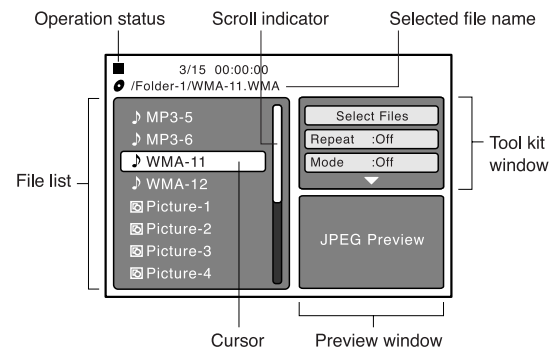 Operation status
Scroll indicator
Selected file name
3/15 00:00:00
/Folder-1/WMA-11.WMA
MP3-5
MP3-6
WMA-11
WMA-12
Picture-1
Picture-2
Picture-3
Picture-4
Select Files
Repeat :Off
Mode :Off
JPEG Preview
File list
Tool kit
window
Cursor
Preview window